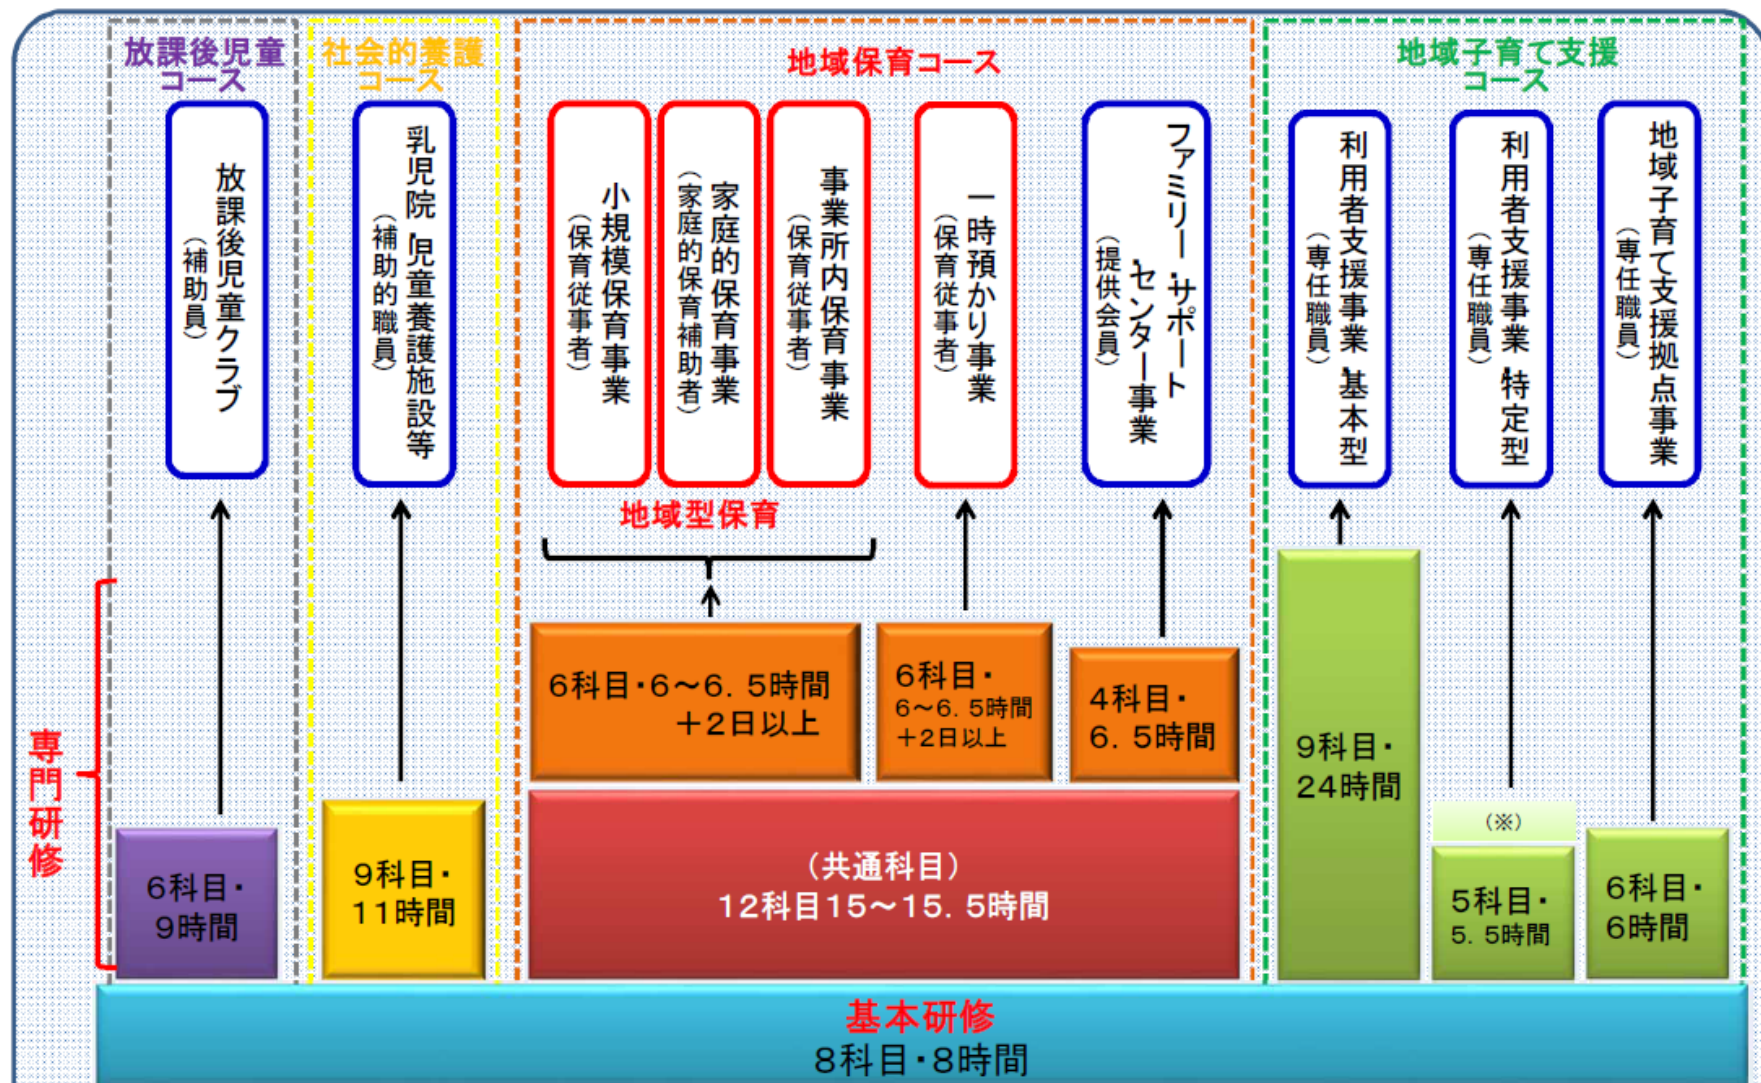 放課後児童
コース
社会的養護
コース
地域保育コース
地域子育て支援
コース
放課後児童クラブ
(補助員)
乳児院・児童養護施設等
(補助的職員)
小規模保育事業
(保育従事者)
家庭的保育事業
(家庭的保育補助者)
事業所内保育事業
(保育従事者)
一時預かり事業
(保育従事者)
ファミリー・サポート
・センター事業
(提供会員)
利用者支援事業・基本型
(専任職員)
利用者支援事業・特定型
(専任職員)
地域子育て支援拠点事業
(専任職員)
地域型保育
専門研修
6科目・
9時間
9科目・
11時間
6科目・6～6.5時間
+2日以上
6科目・
6～6.5時間
+2日以上
4科目・
6.5時間
(共通科目)
12科目15～15.5時間
9科目・
24時間
(※)
5科目・
5.5時間
6科目・
6時間
基本研修
8科目・8時間